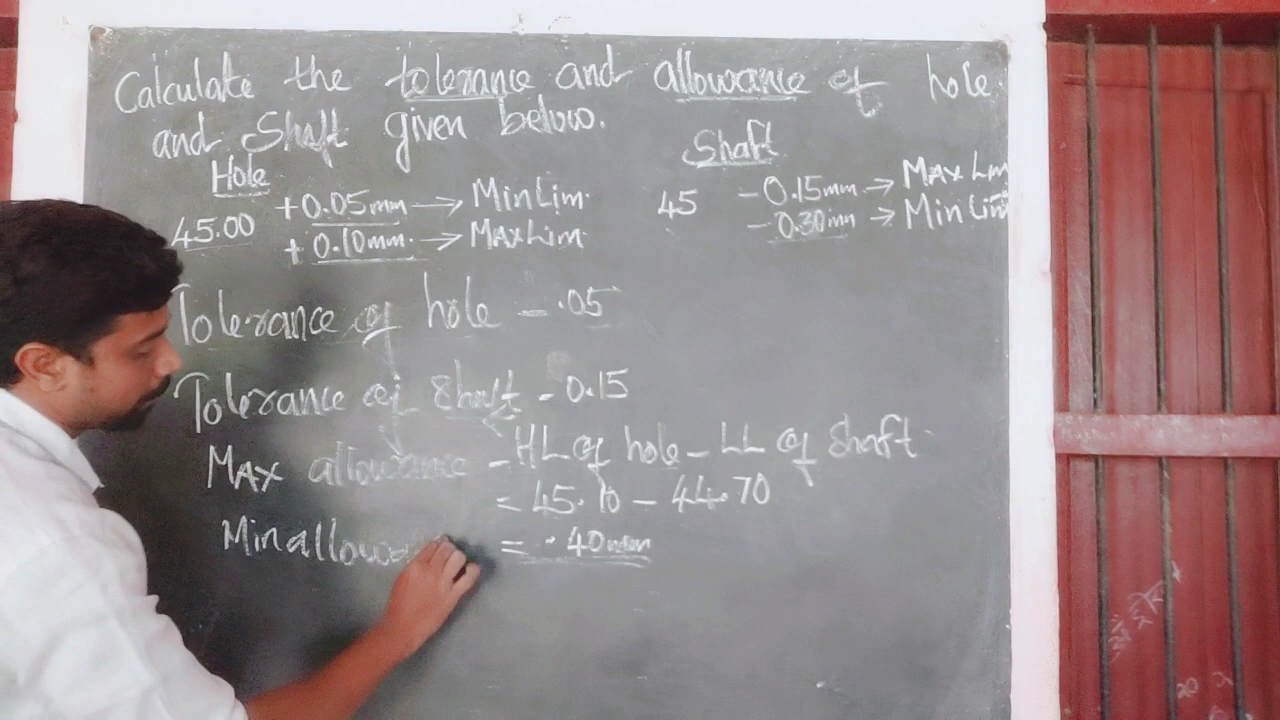 Calculate the tolerance and allowance of hole
and Shaft given below.
Hole
45.00 +0.05mm → Min Lim.
+ 0.10mm. → Max Lim.
Shaft
45 -0.15mm → Max Lim
-0.30mm → Min Lim
Tolerance of hole - .05
Tolerance of Shaft - 0.15
Max allowance - HL of hole - LL of shaft
= 45.10 - 44.70
= .40mm
Min allowa